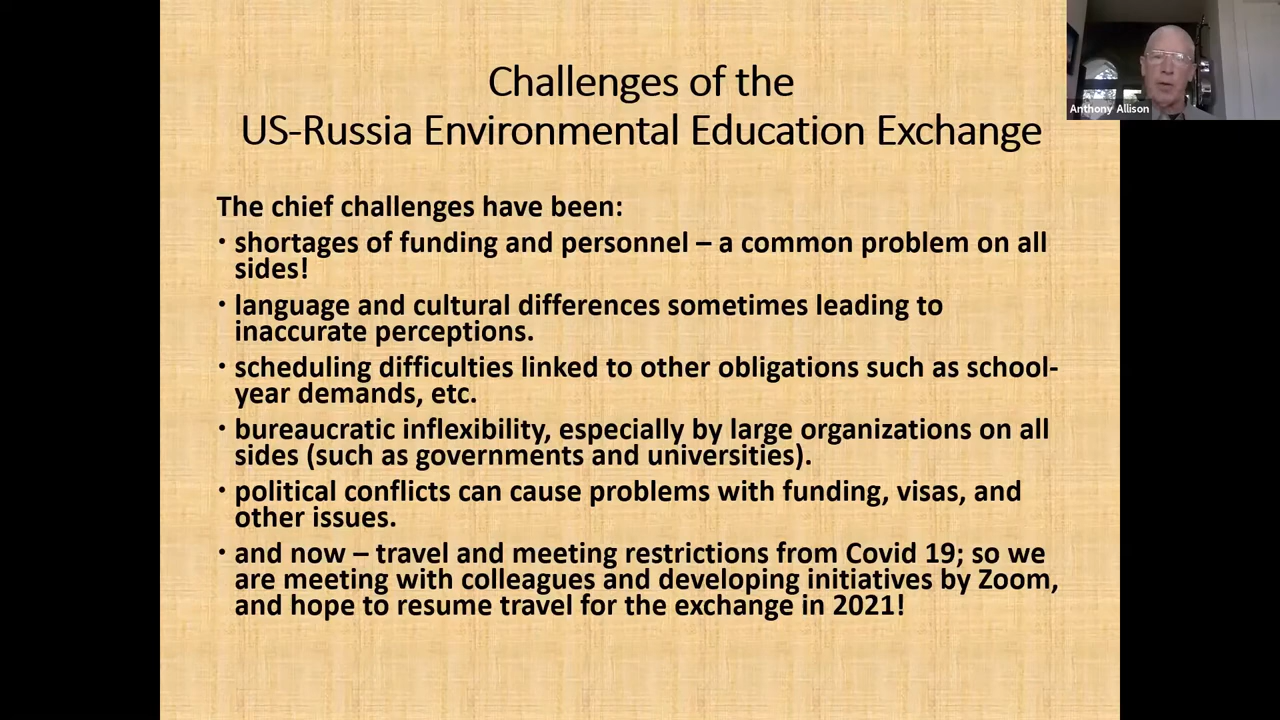 Challenges of the
US-Russia Environmental Education Exchange
Anthony Allison
The chief challenges have been:
· shortages of funding and personnel – a common problem on all
sides!
· language and cultural differences sometimes leading to
inaccurate perceptions.
· scheduling difficulties linked to other obligations such as school-
year demands, etc.
· bureaucratic inflexibility, especially by large organizations on all
sides (such as governments and universities).
· political conflicts can cause problems with funding, visas, and
other issues.
· and now – travel and meeting restrictions from Covid 19; so we
are meeting with colleagues and developing initiatives by Zoom,
and hope to resume travel for the exchange in 2021!